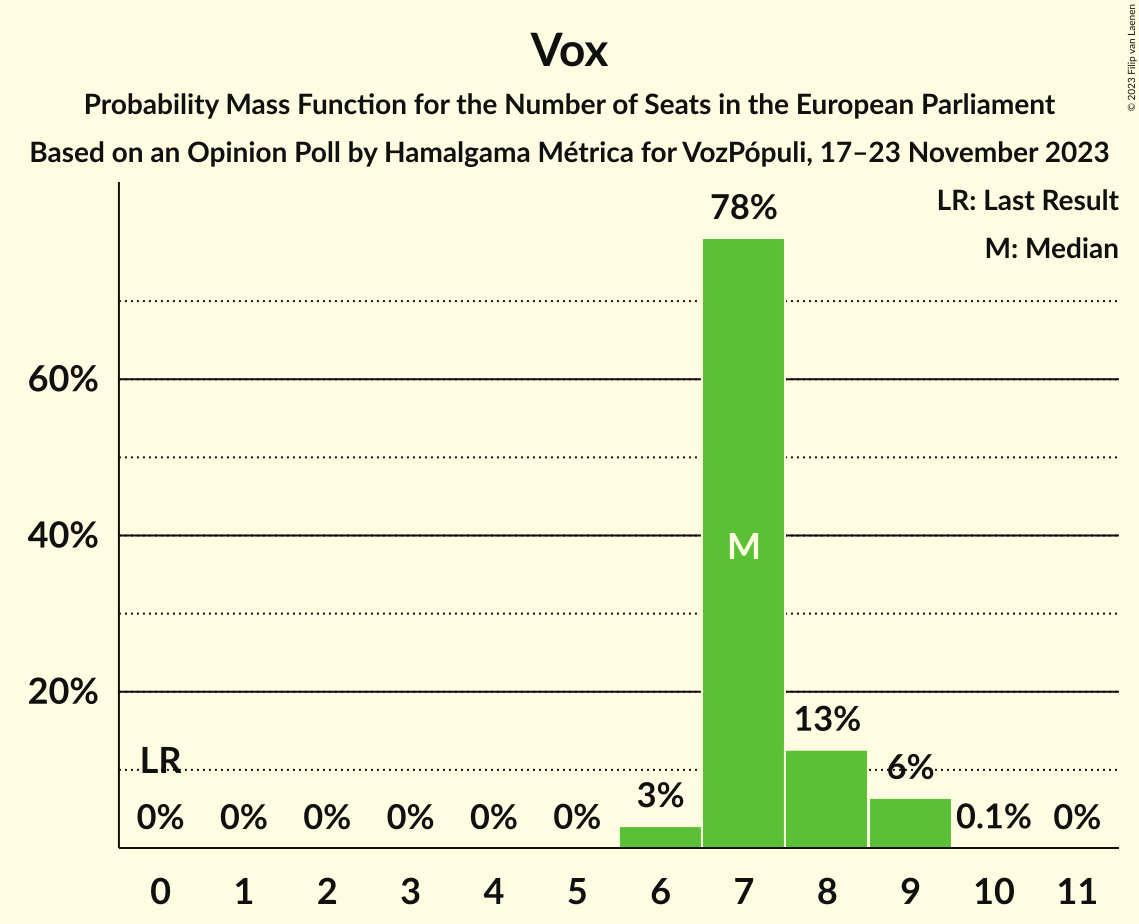 Vox
Probability Mass Function for the Number of Seats in the European Parliament
Based on an Opinion Poll by Hamalgama Métrica for VozPópuli, 17–23 November 2023
© 2023 Filip van Laenen
LR: Last Result
M: Median
78%
60%
40%
M
20%
13%
LR
6%
3%
0% 0% 0% 0% 0% 0% 0.1% 0%
0 1 2 3 4 5 6 7 8 9 10 11